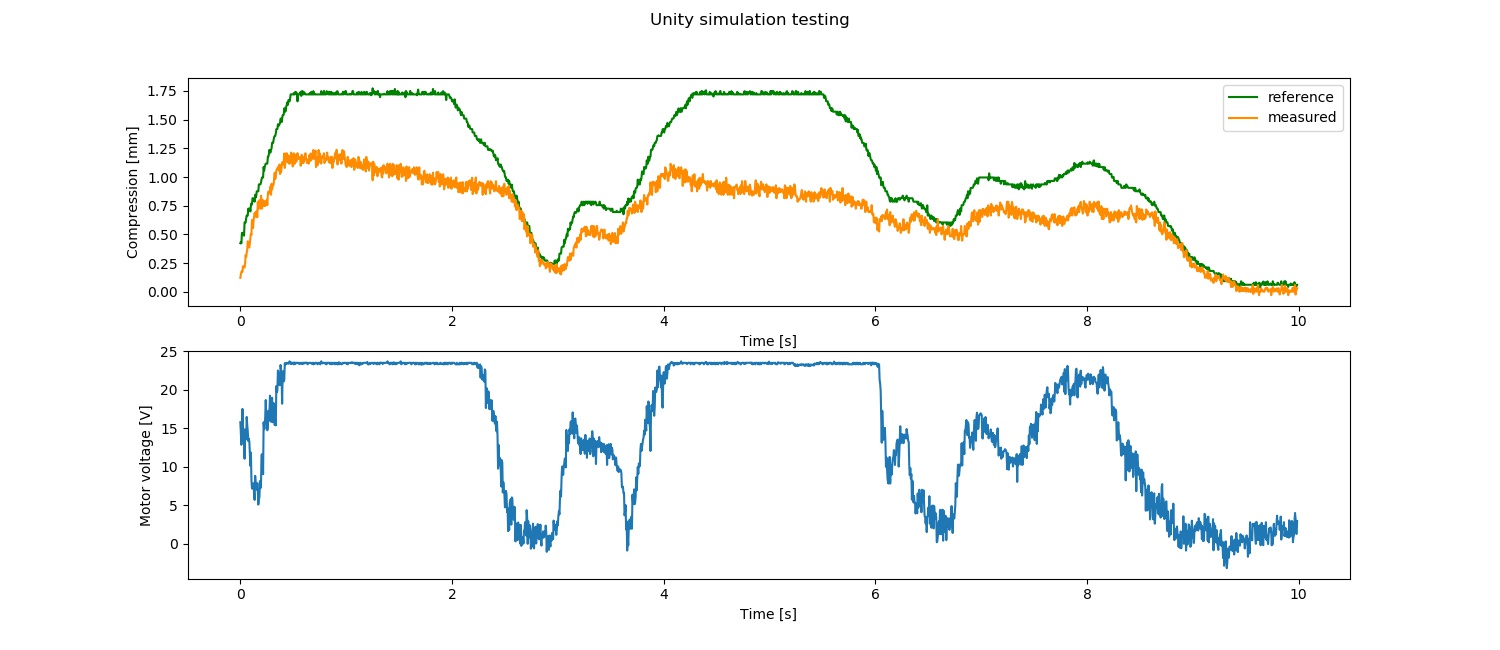 Unity simulation testing
Compression [mm]
1.75
1.50
1.25
1.00
0.75
0.50
0.25
0.00
reference
measured
0 2 4 6 8 10
Time [s]
Motor voltage [V]
25
20
15
10
5
0
0 2 4 6 8 10
Time [s]